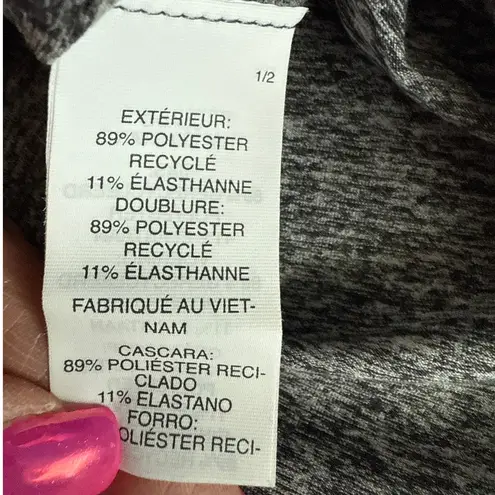 1/2
EXTÉRIEUR:
89% POLYESTER
RECYCLÉ
11% ÉLASTHANNE
DOUBLURE:
89% POLYESTER
RECYCLÉ
11% ÉLASTHANNE
FABRIQUÉ AU VIET-
NAM
CASCARA:
89% POLIÉSTER RECI-
CLADO
11% ELASTANO
FORRO:
OLIÉSTER RECI-